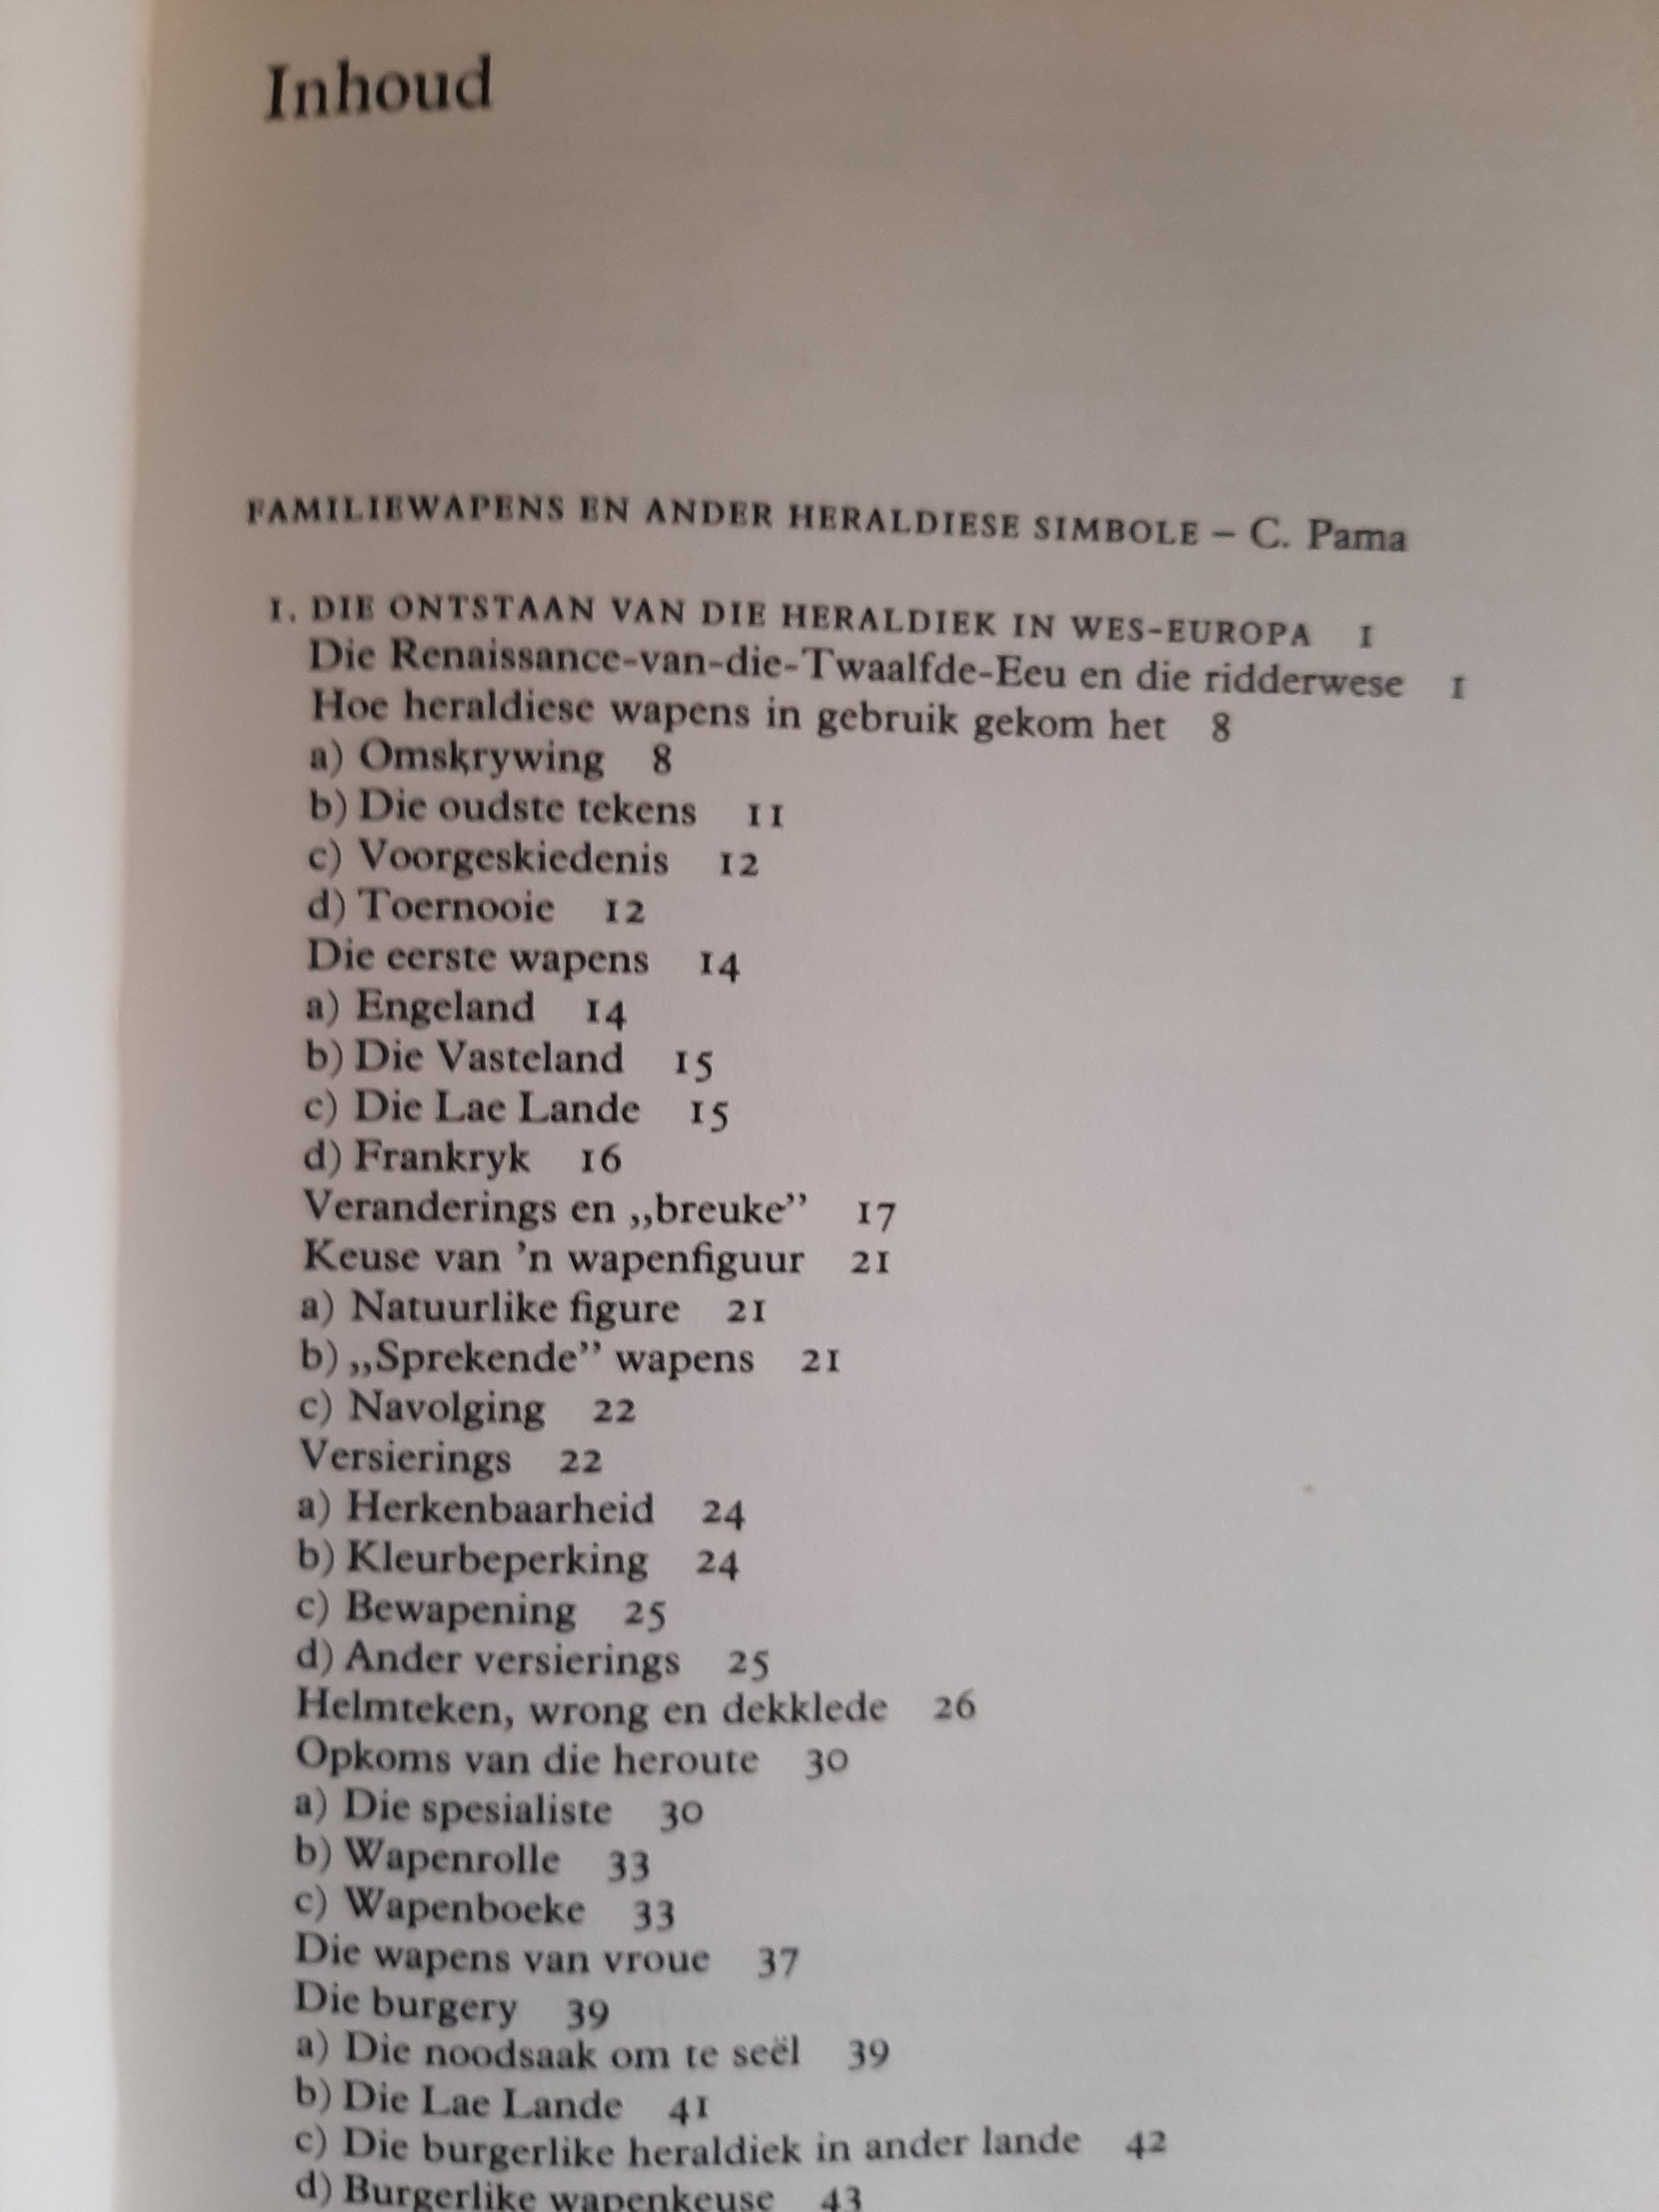 Inhoud
FAMILIEWAPENS EN ANDER HERALDIESE SIMBOLE – C. Pama
1. DIE ONTSTAAN VAN DIE HERALDIEK IN WES-EUROPA 1
Die Renaissance-van-die-Twaalfde-Eeu en die ridderwese 1
Hoe heraldiese wapens in gebruik gekom het 8
a) Omskrywing 8
b) Die oudste tekens 11
c) Voorgeskiedenis 12
d) Toernooie 12
Die eerste wapens 14
a) Engeland 14
b) Die Vasteland 15
c) Die Lae Lande 15
d) Frankryk 16
Veranderings en „breuke” 17
Keuse van ’n wapenfiguur 21
a) Natuurlike figure 21
b) „Sprekende” wapens 21
c) Navolging 22
Versierings 22
a) Herkenbaarheid 24
b) Kleurbeperking 24
c) Bewapening 25
d) Ander versierings 25
Helmteken, wrong en dekklede 26
Opkoms van die heroute 30
a) Die spesialiste 30
b) Wapenrolle 33
c) Wapenboeke 33
Die wapens van vroue 37
Die burgery 39
a) Die noodsaak om te seël 39
b) Die Lae Lande 41
c) Die burgerlike heraldiek in ander lande 42
d) Burgerlike wapenkeuse 43